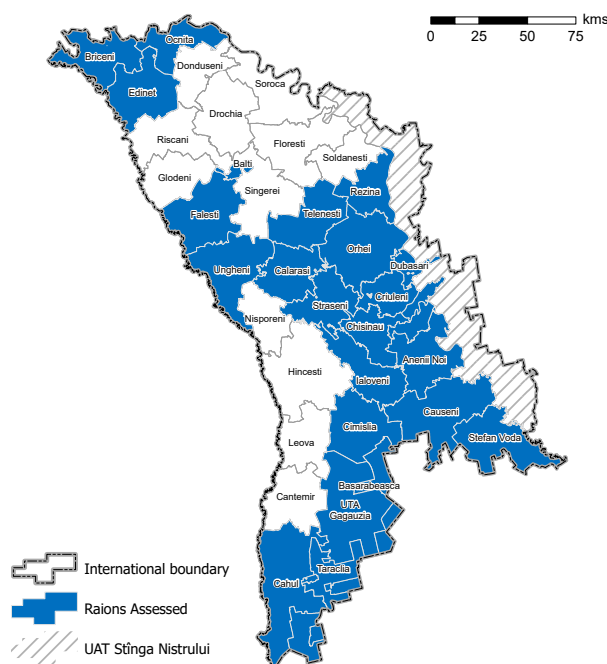 kms
0 25 50 75
Ocnita
Briceni
Donduseni
Edinet
Soroca
Drochia
Riscani
Floresti
Soldanesti
Balti
Glodeni
Singerei
Rezina
Falesti
Telenesti
Orhei
Dubasari
Ungheni
Calarasi
Criuleni
Straseni
Nisporeni
Chisinau
Anenii Noi
Hincesti
Ialoveni
Causeni
Cimislia
Stefan Voda
Leova
Basarabeasca
Cantemir
UTA
Gagauzia
Taraclia
Cahul
International boundary
Raions Assessed
UAT Stînga Nistrului